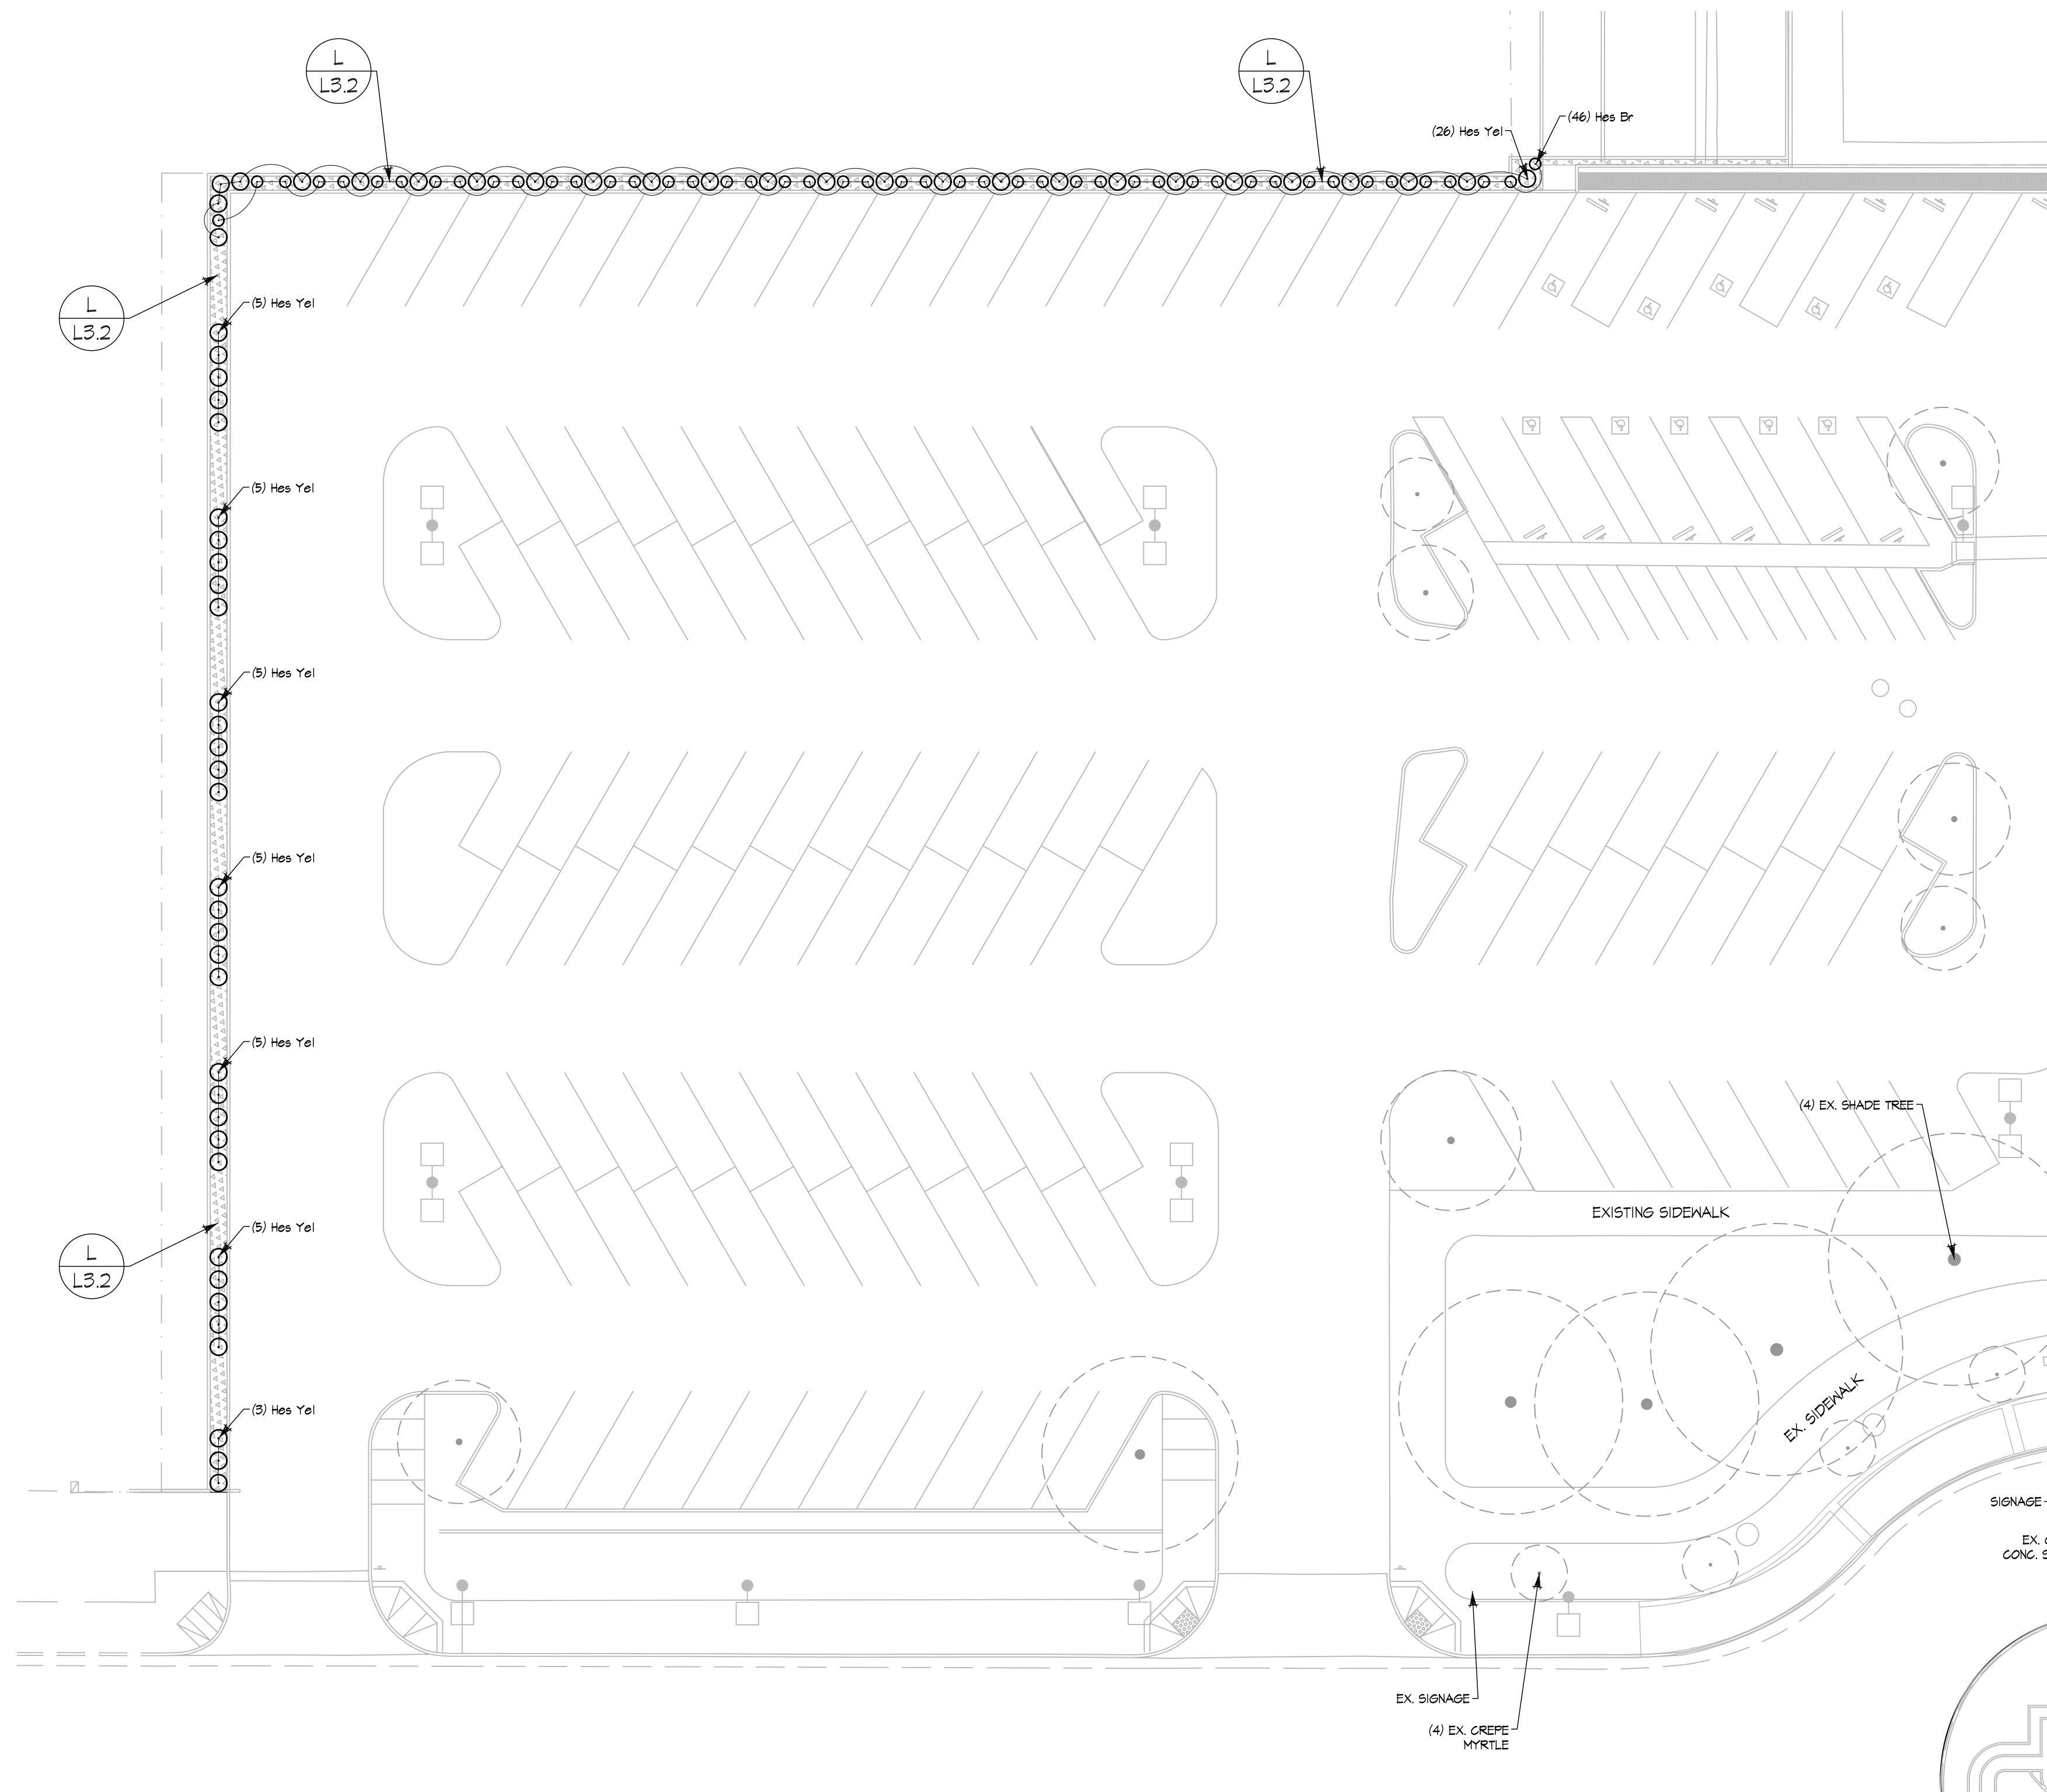 L
L3.2
L
L3.2
(46) Hes Br
(26) Hes Yel
L
L3.2
(5) Hes Yel
(5) Hes Yel
(5) Hes Yel
(5) Hes Yel
(5) Hes Yel
(4) EX. SHADE TREE
EXISTING SIDEWALK
L
L3.2
(5) Hes Yel
(3) Hes Yel
EX. SIDEWALK
SIGNAGE
EX.
CONC. S
EX. SIGNAGE
(4) EX. CREPE
MYRTLE